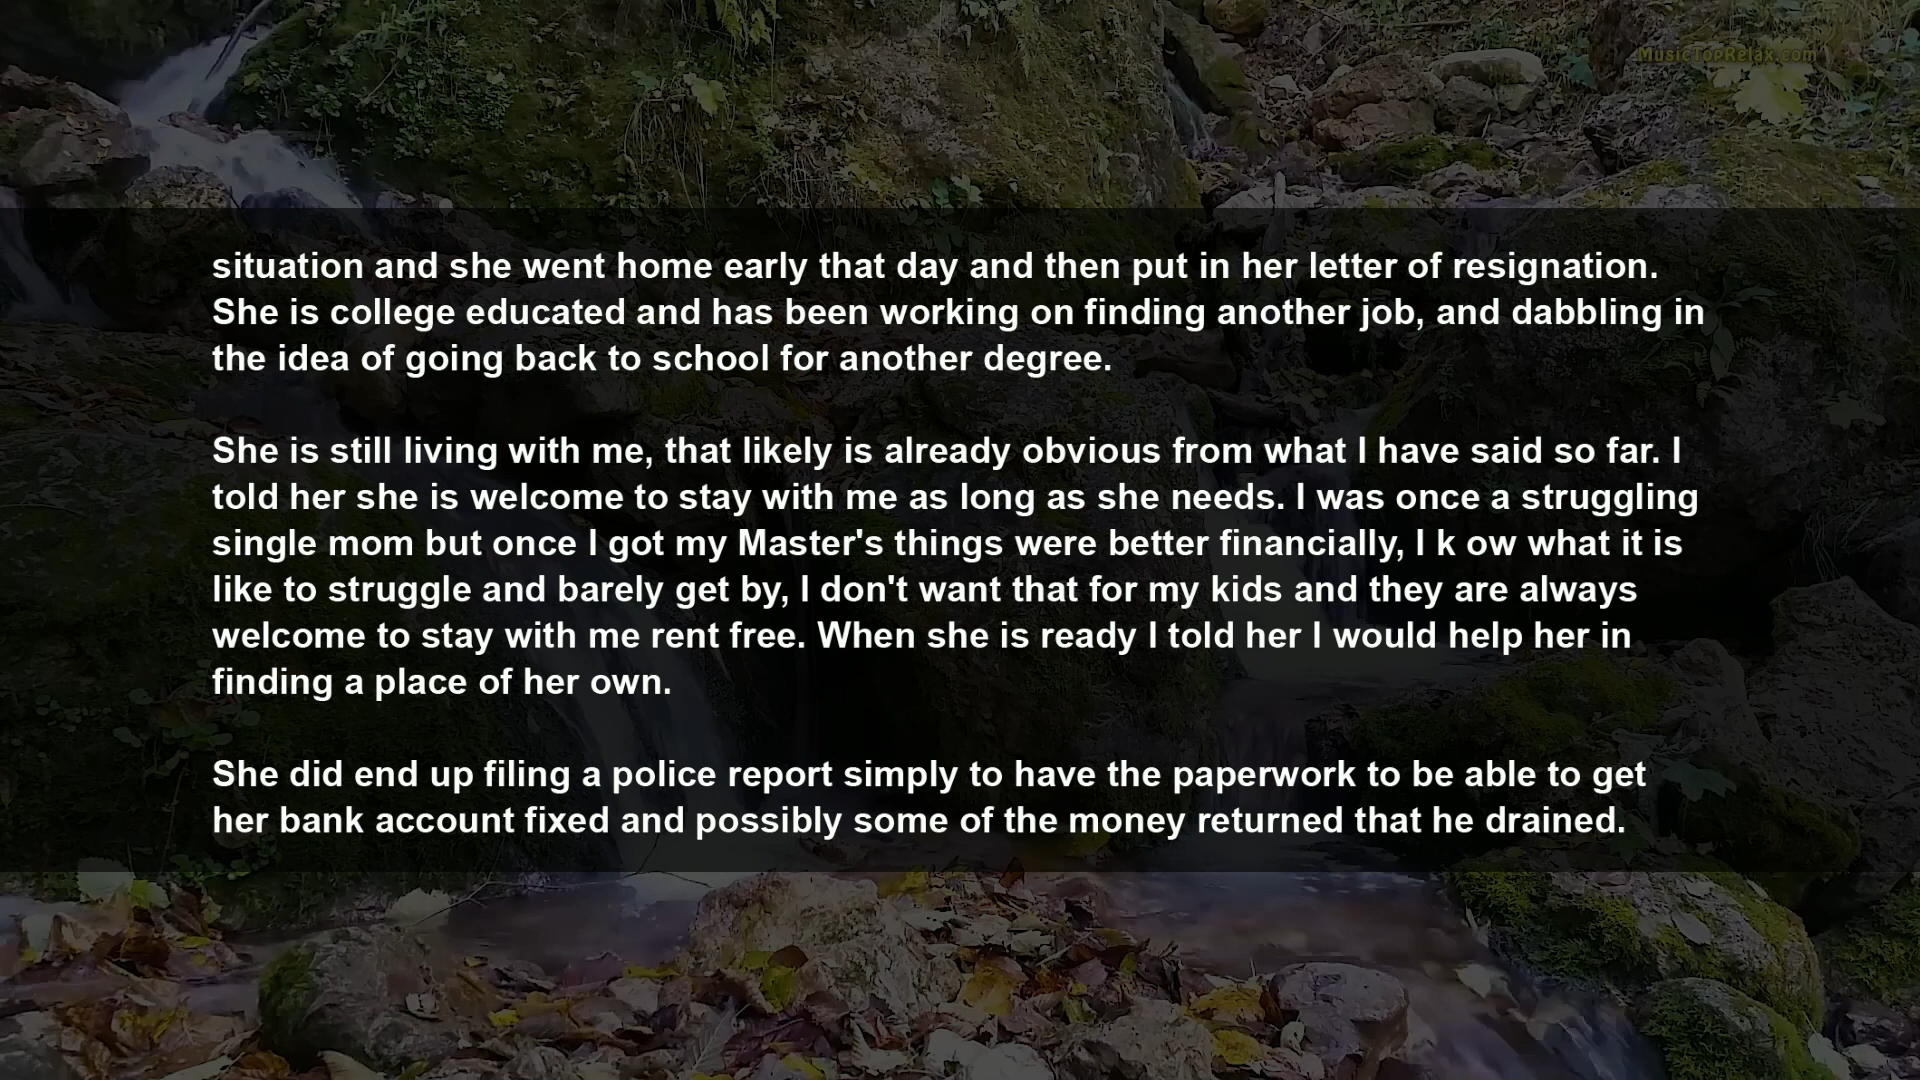 MusicTopRelax.com
situation and she went home early that day and then put in her letter of resignation.
She is college educated and has been working on finding another job, and dabbling in
the idea of going back to school for another degree.
She is still living with me, that likely is already obvious from what I have said so far. I
told her she is welcome to stay with me as long as she needs. I was once a struggling
single mom but once I got my Master's things were better financially, I k ow what it is
like to struggle and barely get by, I don't want that for my kids and they are always
welcome to stay with me rent free. When she is ready I told her I would help her in
finding a place of her own.
She did end up filing a police report simply to have the paperwork to be able to get
her bank account fixed and possibly some of the money returned that he drained.